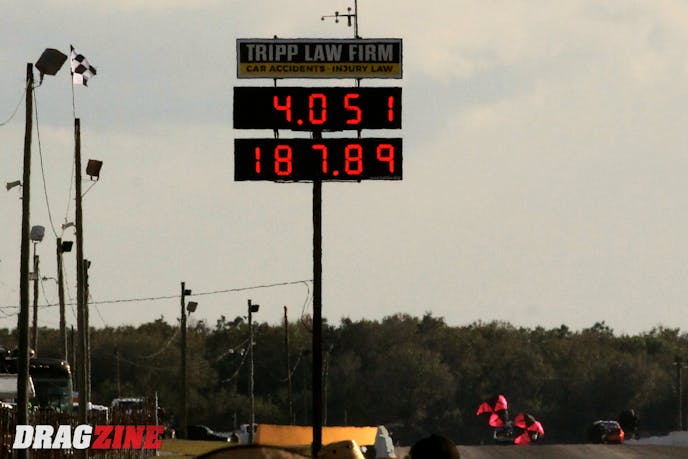 TRIPP LAW FIRM
CAR ACCIDENTS · INJURY LAW
4.051
187.89
DRAGZINE